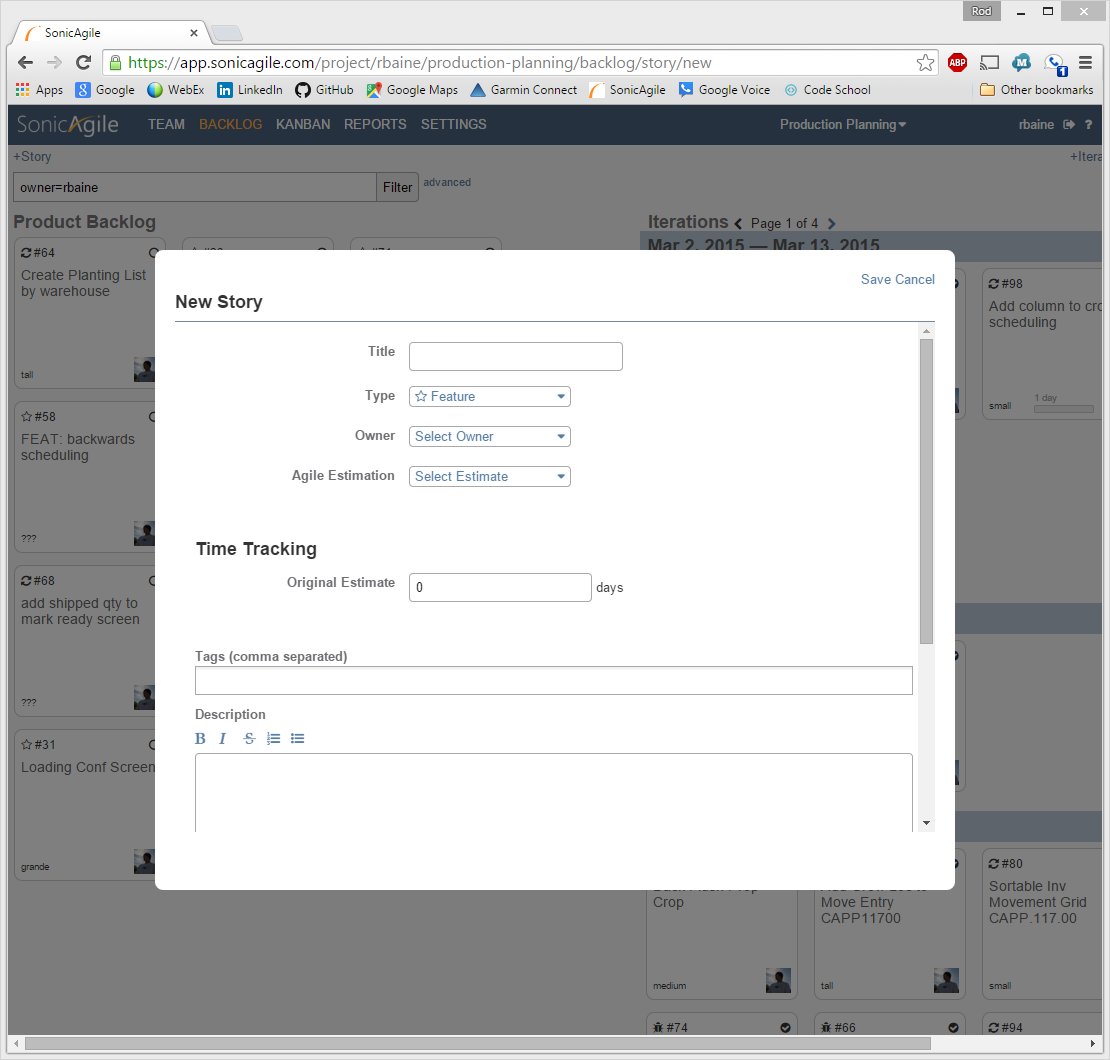 Rod
SonicAgile
https://app.sonicagile.com/project/rbaine/production-planning/backlog/story/new
ABP
M
1
Apps Google WebEx LinkedIn GitHub Google Maps Garmin Connect SonicAgile Google Voice Code School Other bookmarks
SonicAgile TEAM BACKLOG KANBAN REPORTS SETTINGS Production Planning rbaine ?
+Story +Itera
owner=rbaine Filter advanced
Product Backlog Iterations Page 1 of 4
Mar 2, 2015 — Mar 13, 2015
#64
Create Planting List
by warehouse
tall
#58
FEAT: backwards
scheduling
???
#68
add shipped qty to
mark ready screen
???
#31
Loading Conf Screen
grande
#98
Add column to cro
scheduling
small 1 day
Save Cancel
New Story
Title
Type Feature
Owner Select Owner
Agile Estimation Select Estimate
Time Tracking
Original Estimate 0 days
Tags (comma separated)
Description
B I S
Crop
medium
Move Entry
CAPP11700
tall
#80
Sortable Inv
Movement Grid
CAPP.117.00
small
#74 #66 #94